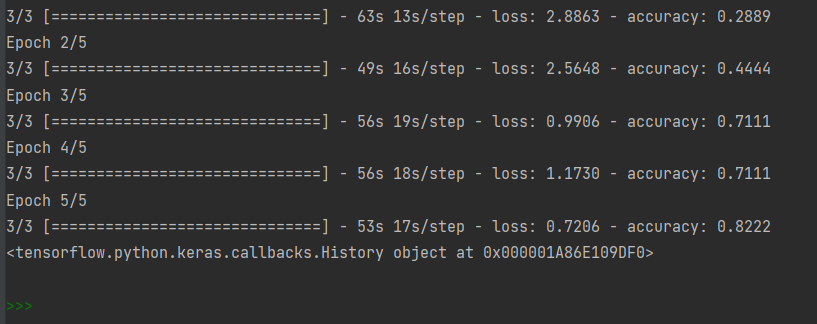 3/3 [==============================] - 63s 13s/step - loss: 2.8863 - accuracy: 0.2889
Epoch 2/5
3/3 [==============================] - 49s 16s/step - loss: 2.5648 - accuracy: 0.4444
Epoch 3/5
3/3 [==============================] - 56s 19s/step - loss: 0.9906 - accuracy: 0.7111
Epoch 4/5
3/3 [==============================] - 56s 18s/step - loss: 1.1730 - accuracy: 0.7111
Epoch 5/5
3/3 [==============================] - 53s 17s/step - loss: 0.7206 - accuracy: 0.8222
<tensorflow.python.keras.callbacks.History object at 0x000001A86E109DF0>
>>>